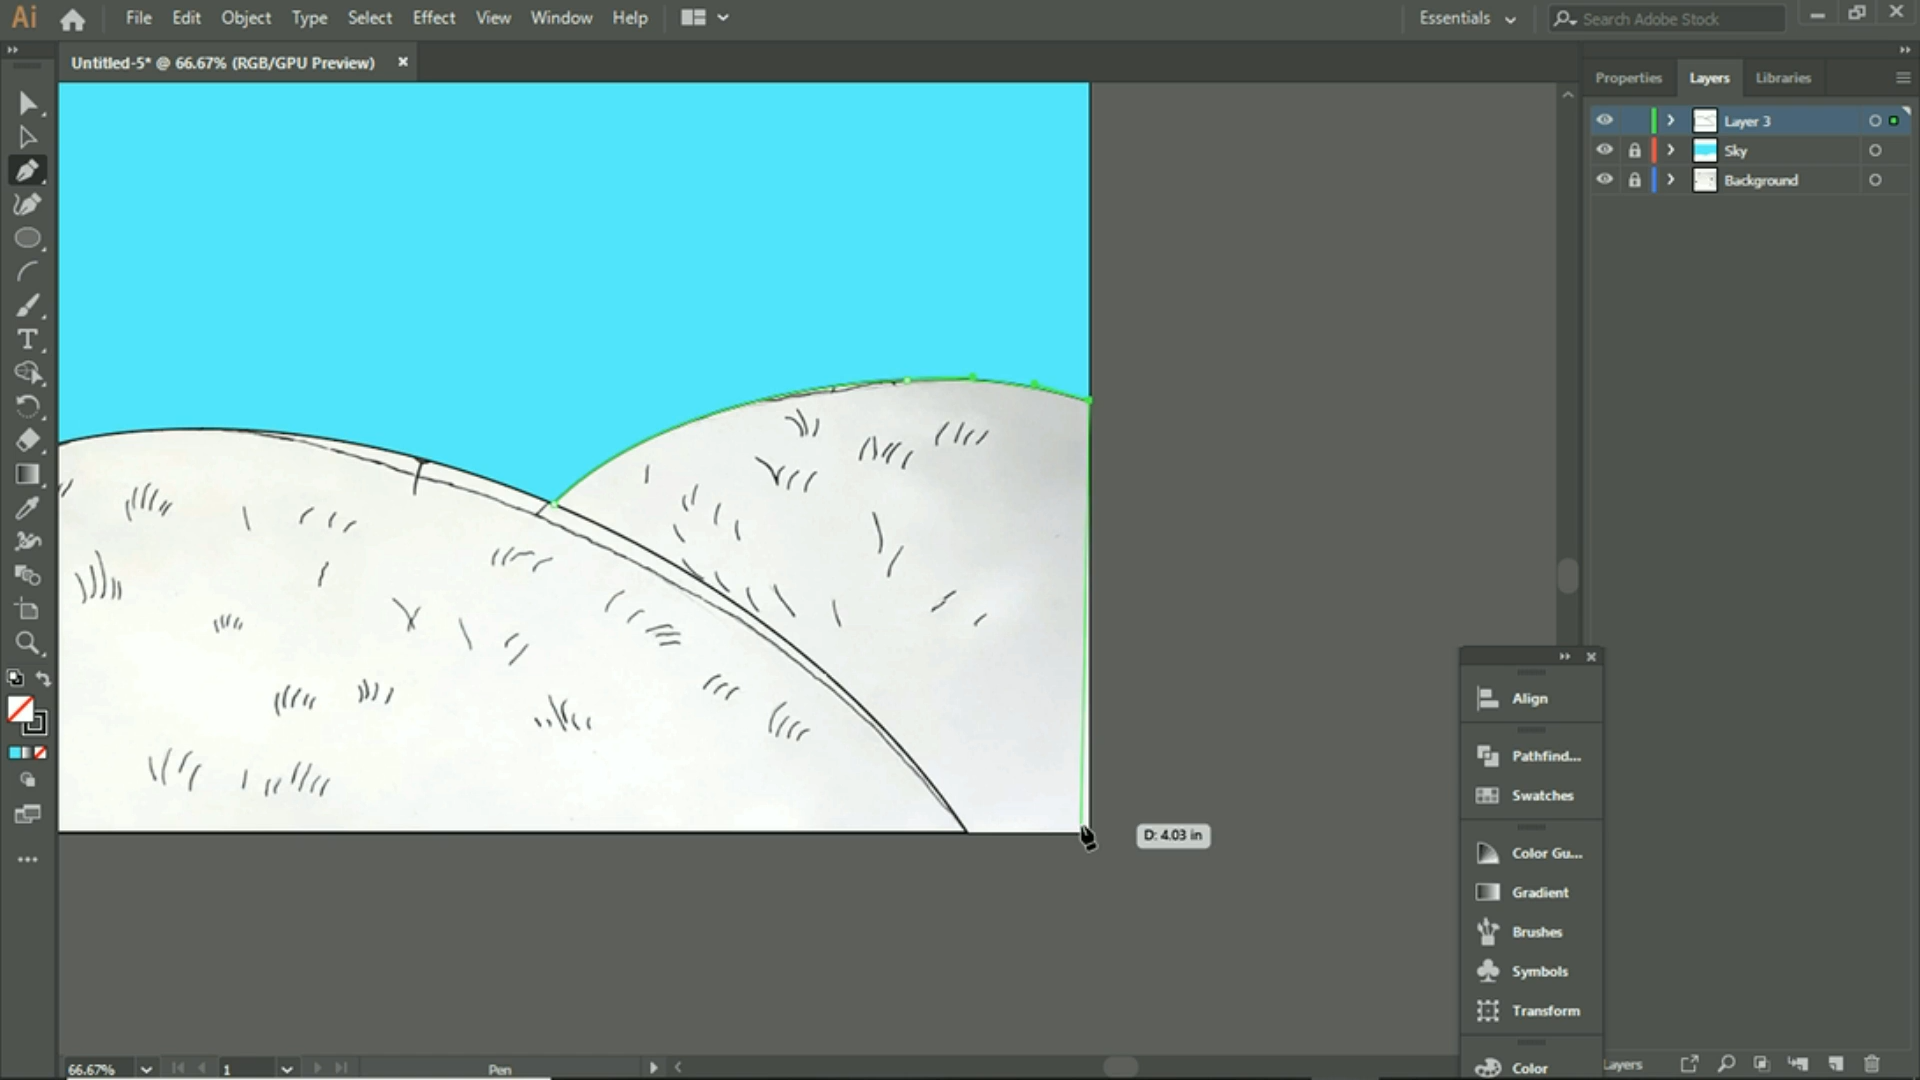 Ai File Edit Object Type Select Effect View Window Help Essentials Search Adobe Stock
Untitled-5* @ 66.67% (RGB/GPU Preview) ×
Properties Layers Libraries
Layer 3
Sky
Background
Align
Pathfind...
Swatches
D: 4.03 in
Color Gu...
Gradient
Brushes
Symbols
Transform
Color
ayers
66.67% 1 Pen